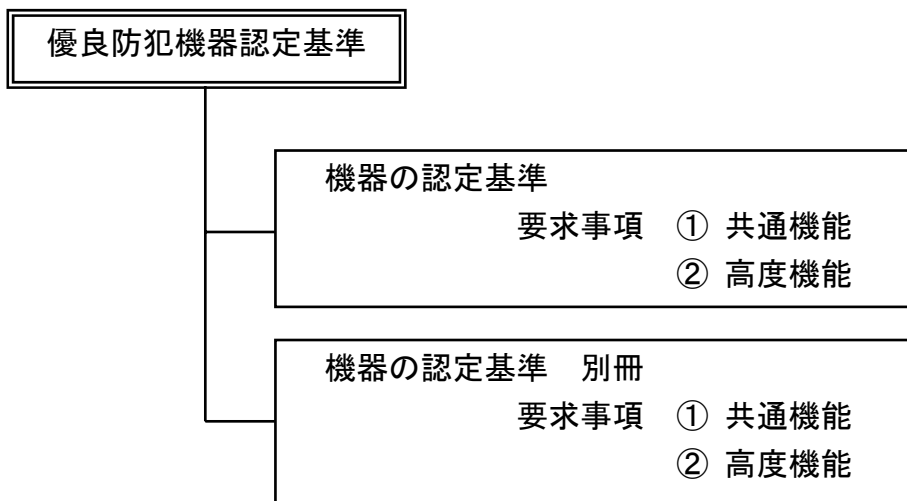 優良防犯機器認定基準
機器の認定基準
要求事項 ① 共通機能
② 高度機能
機器の認定基準 別冊
要求事項 ① 共通機能
② 高度機能